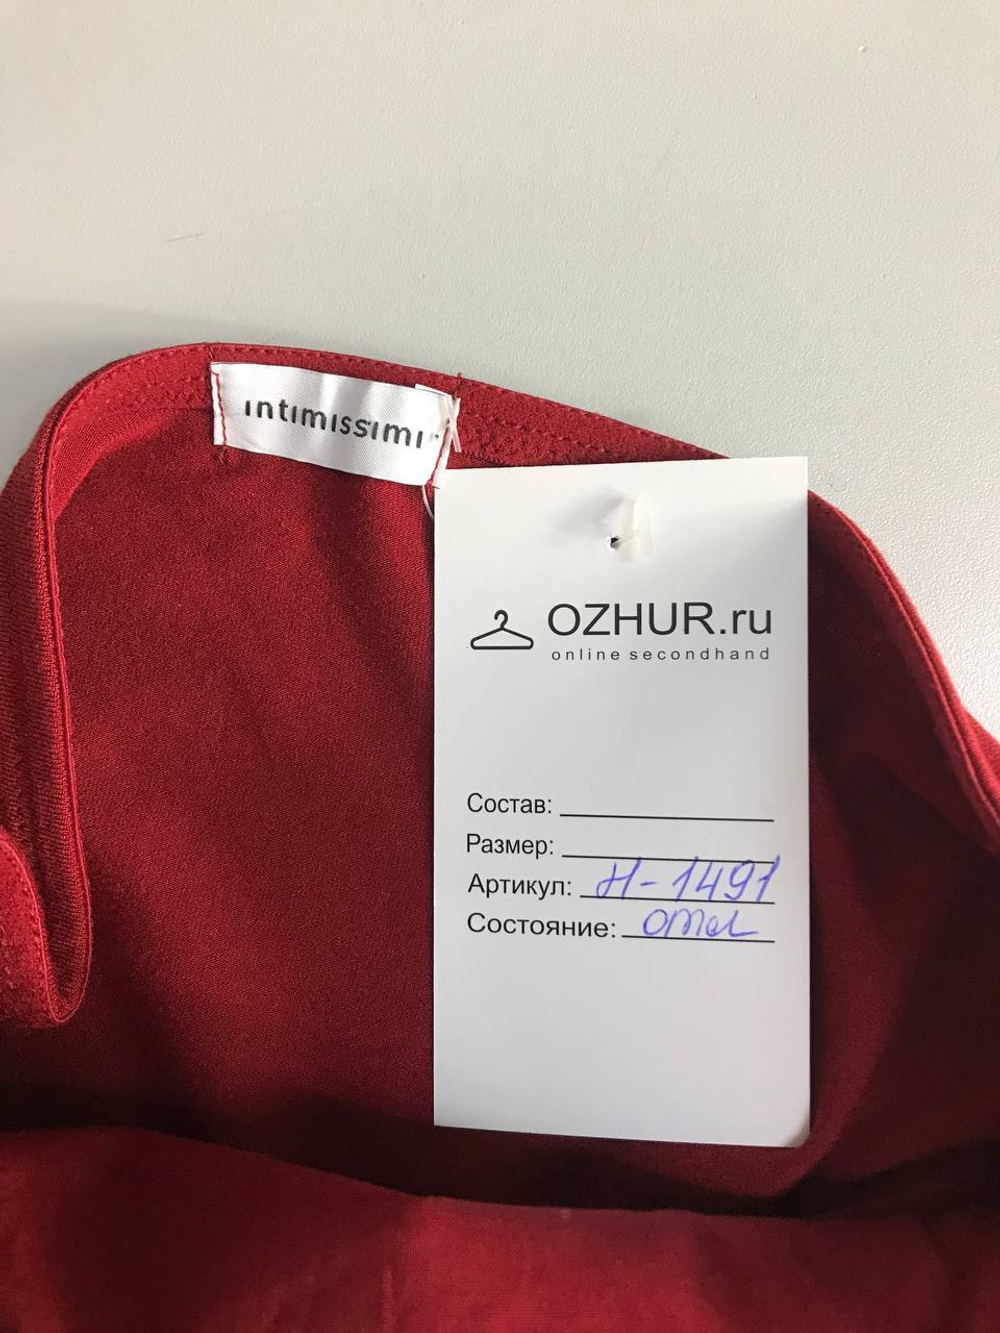 intimissimi
OZHUR.ru
online secondhand
Состав:
Размер:
Артикул: Н-1491
Состояние: отл